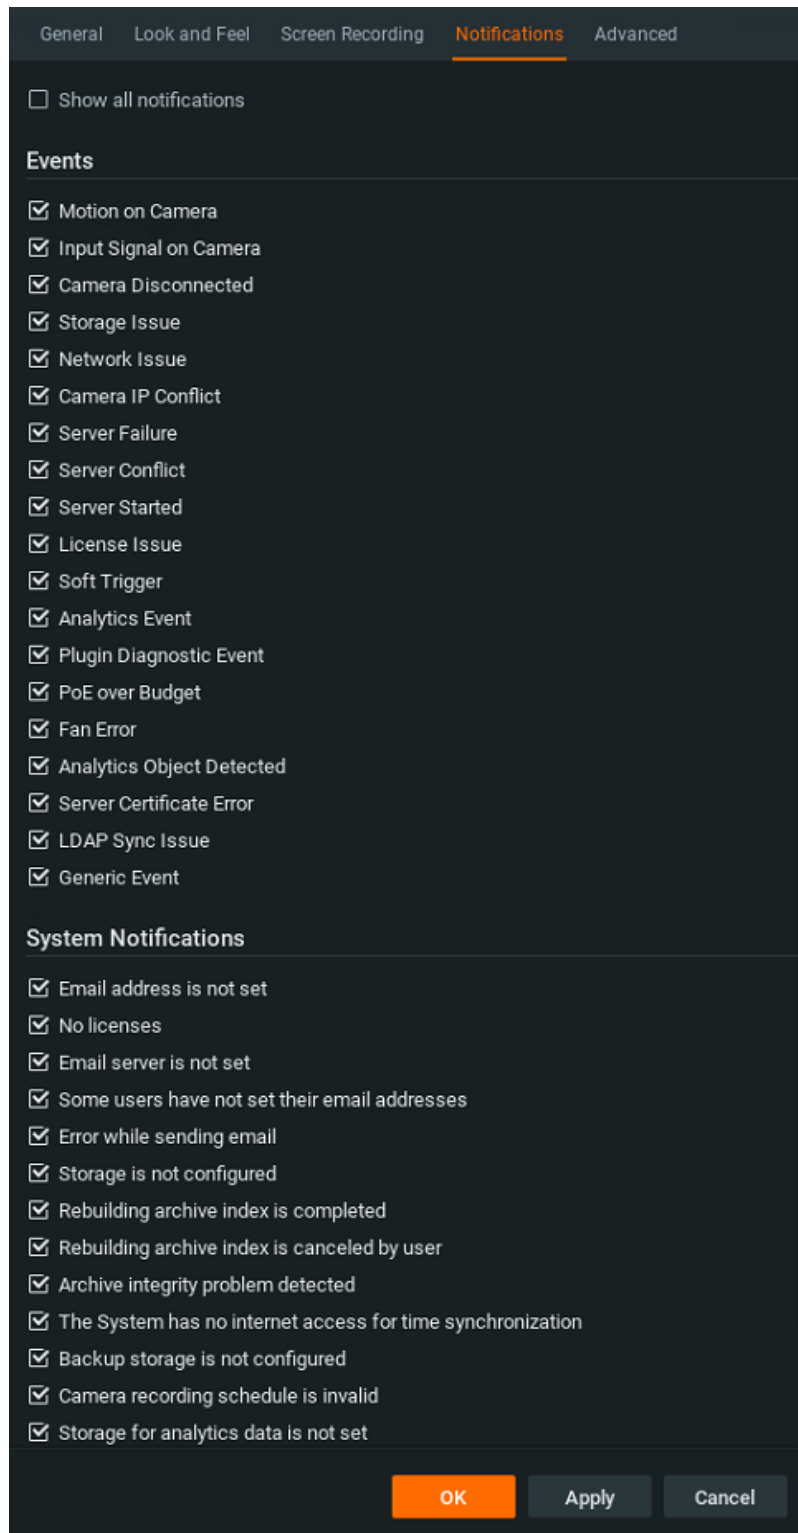 General Look and Feel Screen Recording Notifications Advanced
Show all notifications
Events
Motion on Camera
Input Signal on Camera
Camera Disconnected
Storage Issue
Network Issue
Camera IP Conflict
Server Failure
Server Conflict
Server Started
License Issue
Soft Trigger
Analytics Event
Plugin Diagnostic Event
PoE over Budget
Fan Error
Analytics Object Detected
Server Certificate Error
LDAP Sync Issue
Generic Event
System Notifications
Email address is not set
No licenses
Email server is not set
Some users have not set their email addresses
Error while sending email
Storage is not configured
Rebuilding archive index is completed
Rebuilding archive index is canceled by user
Archive integrity problem detected
The System has no internet access for time synchronization
Backup storage is not configured
Camera recording schedule is invalid
Storage for analytics data is not set
OK Apply Cancel